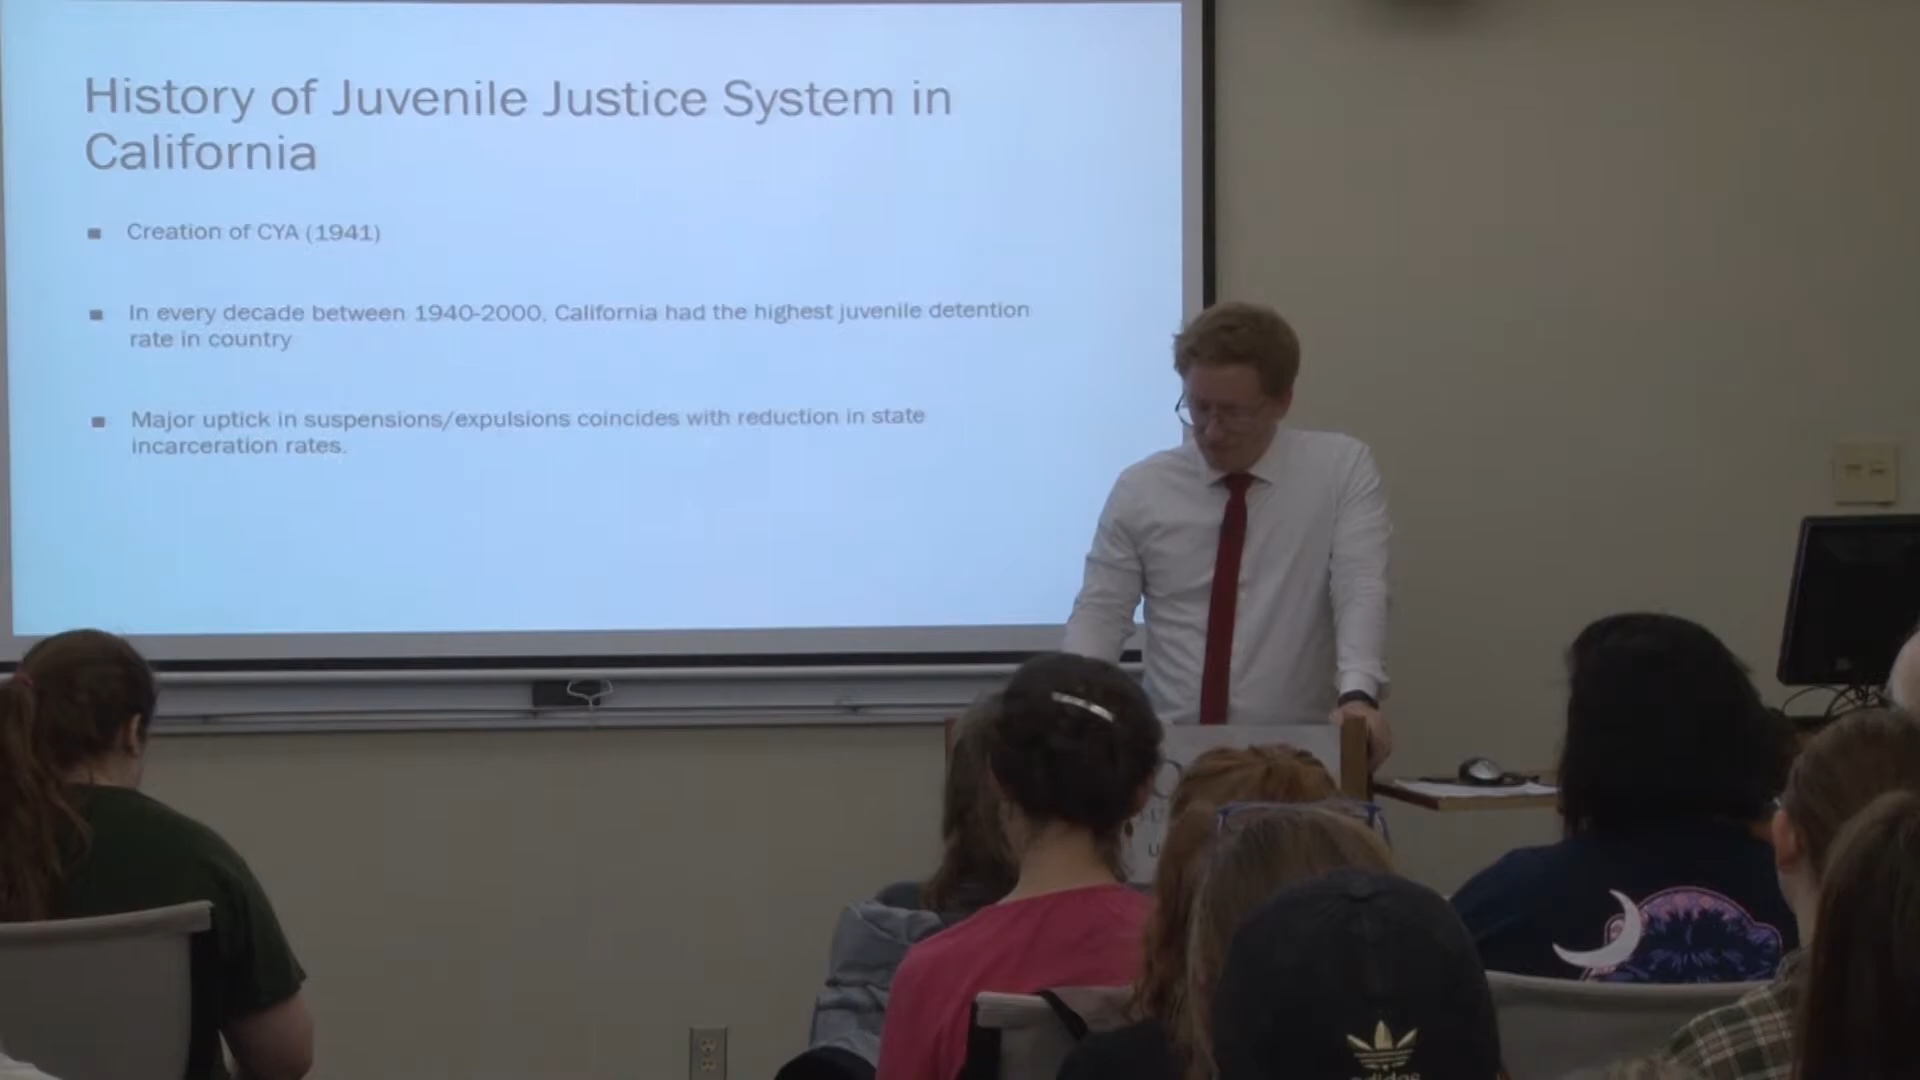 History of Juvenile Justice System in
California
Creation of CYA (1941)
In every decade between 1940-2000, California had the highest juvenile detention
rate in country
Major uptick in suspensions/expulsions coincides with reduction in state
incarceration rates.
adidas